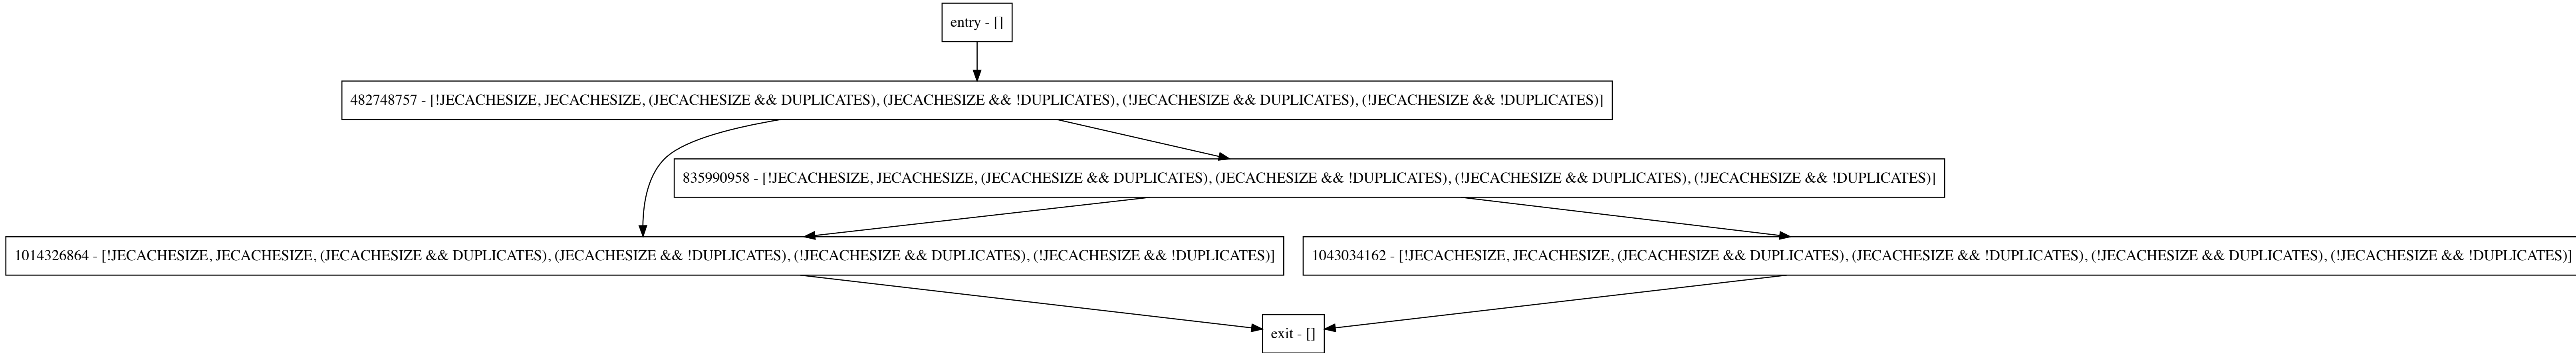 entry - []
482748757 - [!JECACHESIZE, JECACHESIZE, (JECACHESIZE && DUPLICATES), (JECACHESIZE && !DUPLICATES), (!JECACHESIZE && DUPLICATES), (!JECACHESIZE && !DUPLICATES)]
835990958 - [!JECACHESIZE, JECACHESIZE, (JECACHESIZE && DUPLICATES), (JECACHESIZE && !DUPLICATES), (!JECACHESIZE && DUPLICATES), (!JECACHESIZE && !DUPLICATES)]
1014326864 - [!JECACHESIZE, JECACHESIZE, (JECACHESIZE && DUPLICATES), (JECACHESIZE && !DUPLICATES), (!JECACHESIZE && DUPLICATES), (!JECACHESIZE && !DUPLICATES)]
1043034162 - [!JECACHESIZE, JECACHESIZE, (JECACHESIZE && DUPLICATES), (JECACHESIZE && !DUPLICATES), (!JECACHESIZE && DUPLICATES), (!JECACHESIZE && !DUPLICATES)]
exit - []